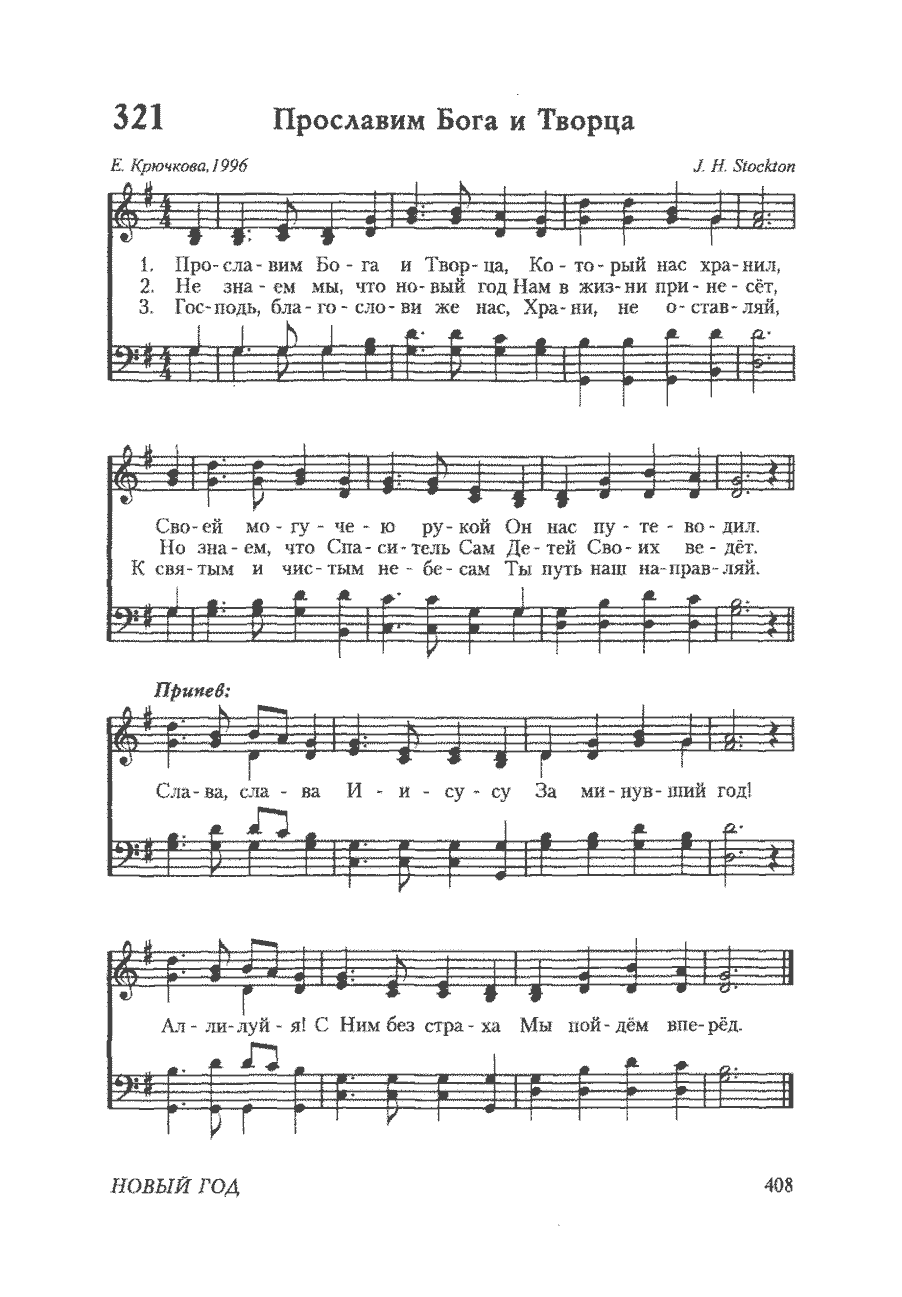 321 Прославим Бога и Творца
Е. Крючкова, 1996 J. H. Stockton
1. Про-сла-вим Бо-га и Твор-ца, Ко-то-рый нас хра-нил,
2. Не зна-ем мы, что но-вый год Нам в жиз-ни при-не-сёт,
3. Гос-подь, бла-го-сло-ви же нас, Хра-ни, не о-став-ляй,
Сво-ей мо-гу-че-ю ру-кой Он нас пу-те-во-дил.
Но зна-ем, что Спа-си-тель Сам Де-тей Сво-их ве-дёт.
К свя-тым и чис-тым не-бе-сам Ты путь наш на-прав-ляй.
Припев:
Сла-ва, сла-ва И-и-су-су За ми-нув-ший год!
Ал-ли-луй-я! С Ним без стра-ха Мы пой-дём впе-рёд.
НОВЫЙ ГОД 408